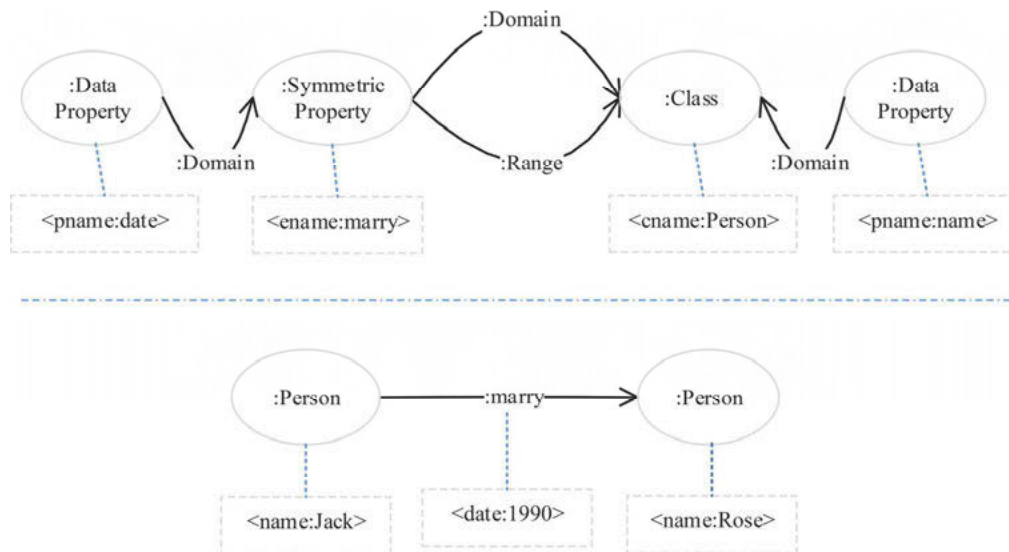 :Domain
:Data
Property
:Symmetric
Property
:Class
:Data
Property
:Domain
:Range
:Domain
<pname:date>
<ename:marry>
<cname:Person>
<pname:name>
:Person
:marry
:Person
<name:Jack>
<date:1990>
<name:Rose>